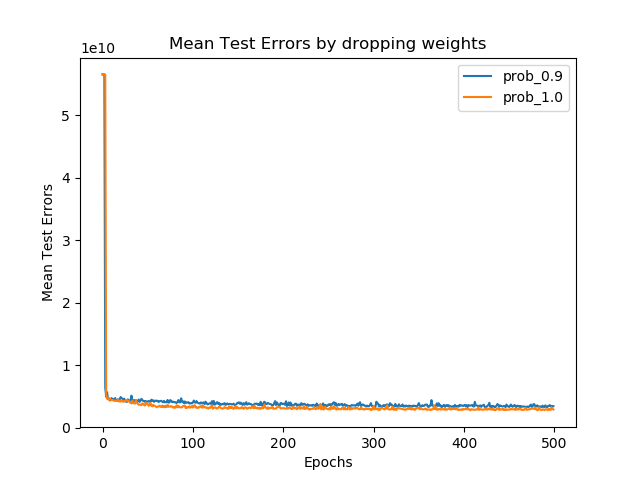 Mean Test Errors by dropping weights
1e10
prob_0.9
prob_1.0
5
4
3
2
1
0
Mean Test Errors
0 100 200 300 400 500
Epochs